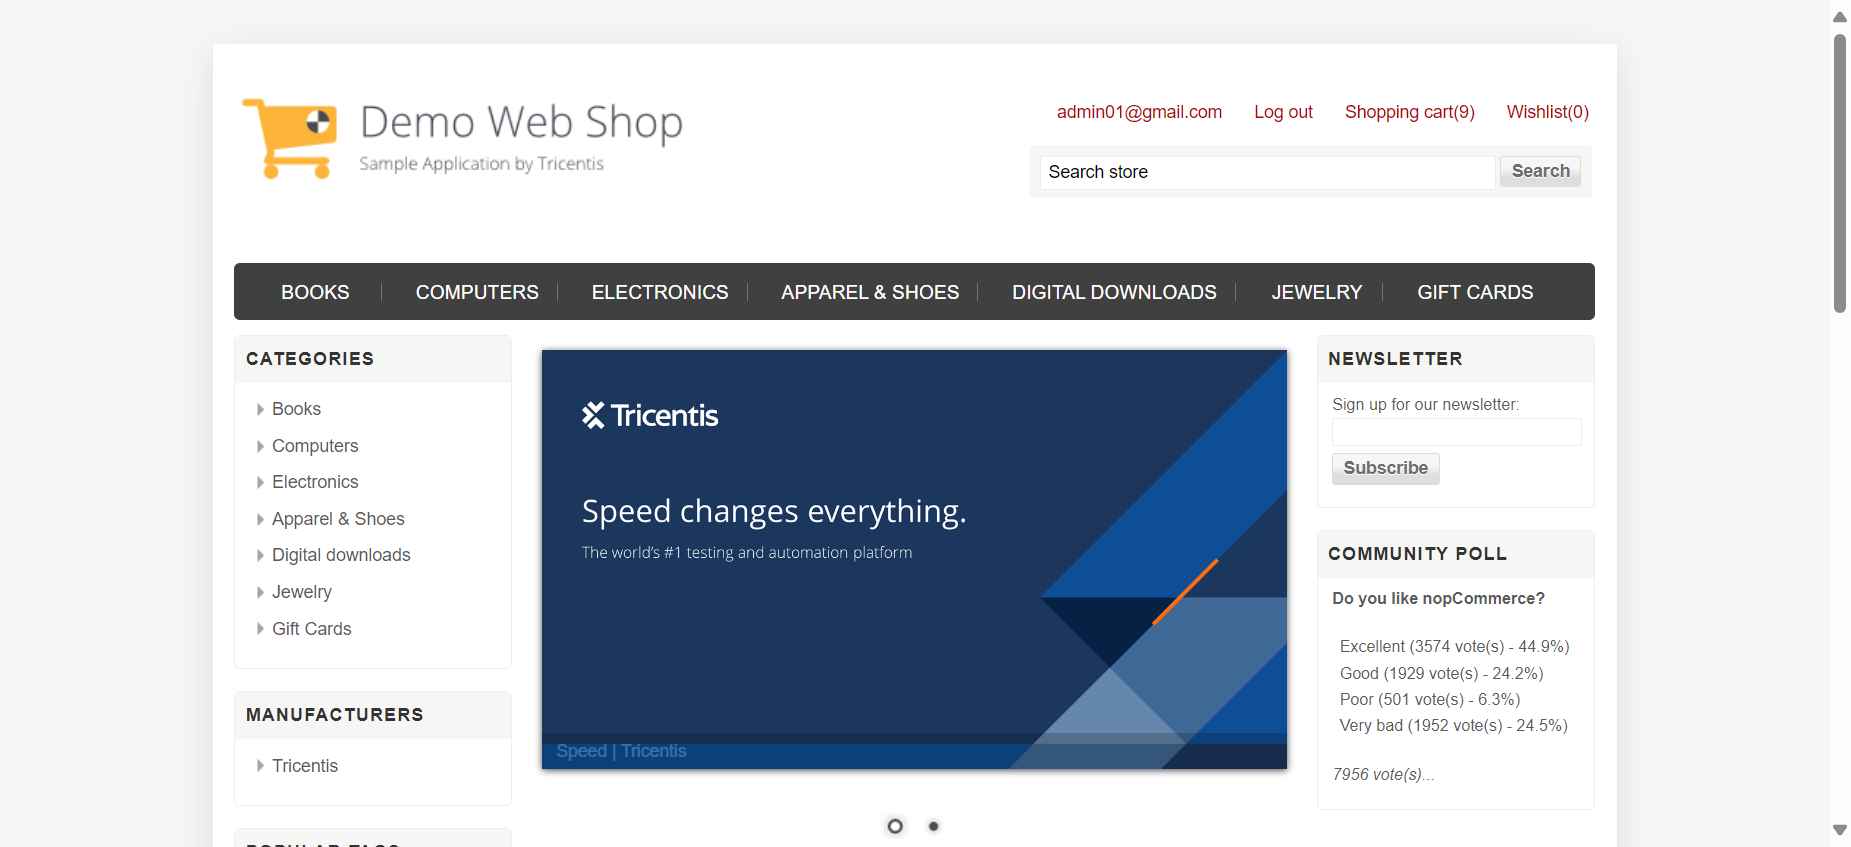 Demo Web Shop
Sample Application by Tricentis
admin01@gmail.com Log out Shopping cart(9) Wishlist(0)
Search store Search
BOOKS COMPUTERS ELECTRONICS APPAREL & SHOES DIGITAL DOWNLOADS JEWELRY GIFT CARDS
CATEGORIES
Books
Computers
Electronics
Apparel & Shoes
Digital downloads
Jewelry
Gift Cards
MANUFACTURERS
Tricentis
POPULAR TAGS
Tricentis
Speed changes everything.
The world's #1 testing and automation platform
Speed | Tricentis
NEWSLETTER
Sign up for our newsletter:
Subscribe
COMMUNITY POLL
Do you like nopCommerce?
Excellent (3574 vote(s) - 44.9%)
Good (1929 vote(s) - 24.2%)
Poor (501 vote(s) - 6.3%)
Very bad (1952 vote(s) - 24.5%)
7956 vote(s)...